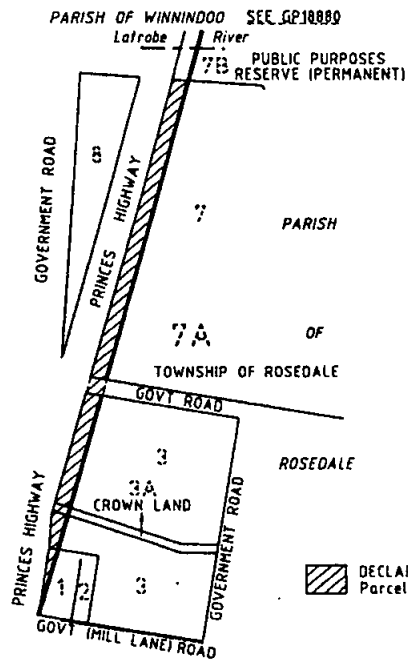 PARISH OF WINNINDOO SEE GP18880
Latrobe River
7B PUBLIC PURPOSES
RESERVE (PERMANENT)
GOVERNMENT ROAD
8
PRINCES HIGHWAY
7
PARISH
7A
OF
TOWNSHIP OF ROSEDALE
GOVT ROAD
3
ROSEDALE
3A
CROWN LAND
GOVERNMENT ROAD
PRINCES HIGHWAY
1
2
3
DECLA
Parcel
GOVT (MILL LANE) ROAD